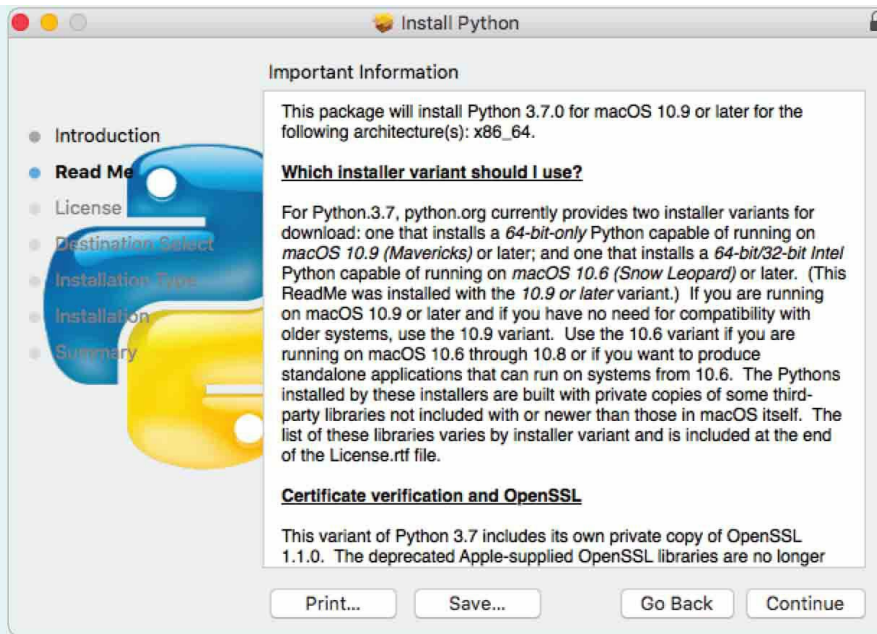 Install Python
Important Information
Introduction
Read Me
License
Destination Select
Installation Type
Installation
Summary
This package will install Python 3.7.0 for macOS 10.9 or later for the
following architecture(s): x86_64.
Which installer variant should I use?
For Python.3.7, python.org currently provides two installer variants for
download: one that installs a 64-bit-only Python capable of running on
macOS 10.9 (Mavericks) or later; and one that installs a 64-bit/32-bit Intel
Python capable of running on macOS 10.6 (Snow Leopard) or later. (This
ReadMe was installed with the 10.9 or later variant.) If you are running
on macOS 10.9 or later and if you have no need for compatibility with
older systems, use the 10.9 variant. Use the 10.6 variant if you are
running on macOS 10.6 through 10.8 or if you want to produce
standalone applications that can run on systems from 10.6. The Pythons
installed by these installers are built with private copies of some third-
party libraries not included with or newer than those in macOS itself. The
list of these libraries varies by installer variant and is included at the end
of the License.rtf file.
Certificate verification and OpenSSL
This variant of Python 3.7 includes its own private copy of OpenSSL
1.1.0. The deprecated Apple-supplied OpenSSL libraries are no longer
Print... Save... Go Back Continue